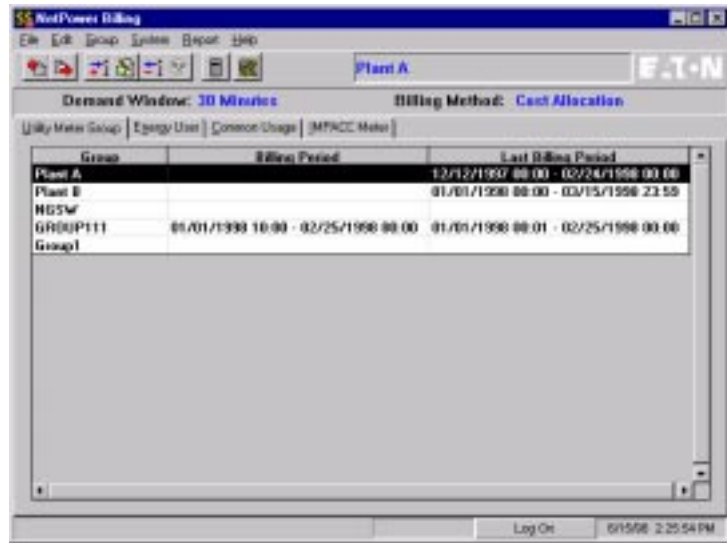 NetPower Billing
File Edit Group System Report Help
Plant A
EATON
Demand Window: 30 Minutes Billing Method: Cost Allocation
Utility Meter Group Energy User Common Usage IMPACC Meter
Group Billing Period Last Billing Period
Plant A 12/12/1997 00:00 - 02/24/1998 00:00
Plant B 01/01/1998 00:00 - 03/15/1998 23:59
NGSW
GROUP111 01/01/1998 10:00 - 02/25/1998 00:00 01/01/1998 00:01 - 02/25/1998 00:00
Group1
Log On 6/15/98 2:25:54 PM